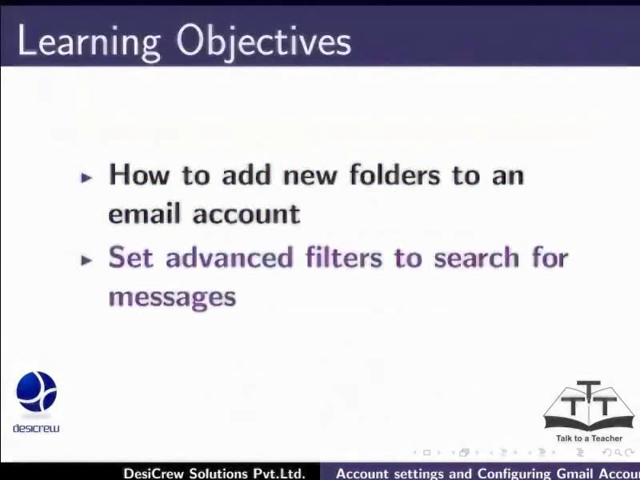 Learning Objectives
How to add new folders to an
email account
Set advanced filters to search for
messages
desicrew
TTT
Talk to a Teacher
DesiCrew Solutions Pvt.Ltd.
Account settings and Configuring Gmail Accou